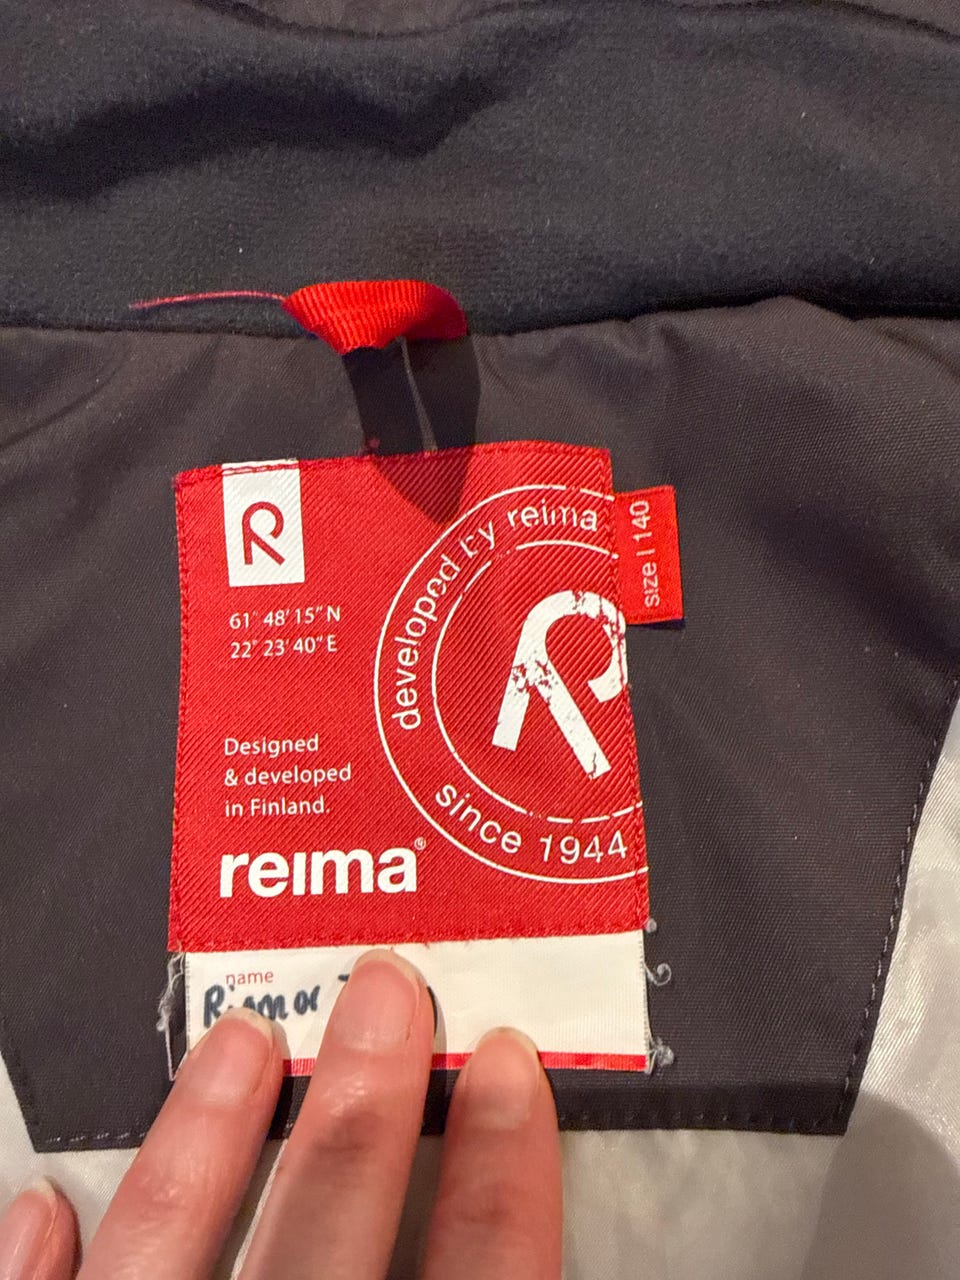 R
61° 48' 15" N
22° 23' 40" E
Designed
& developed
in Finland.
reima®
developed by reima
R
since 1944
size | 140
name